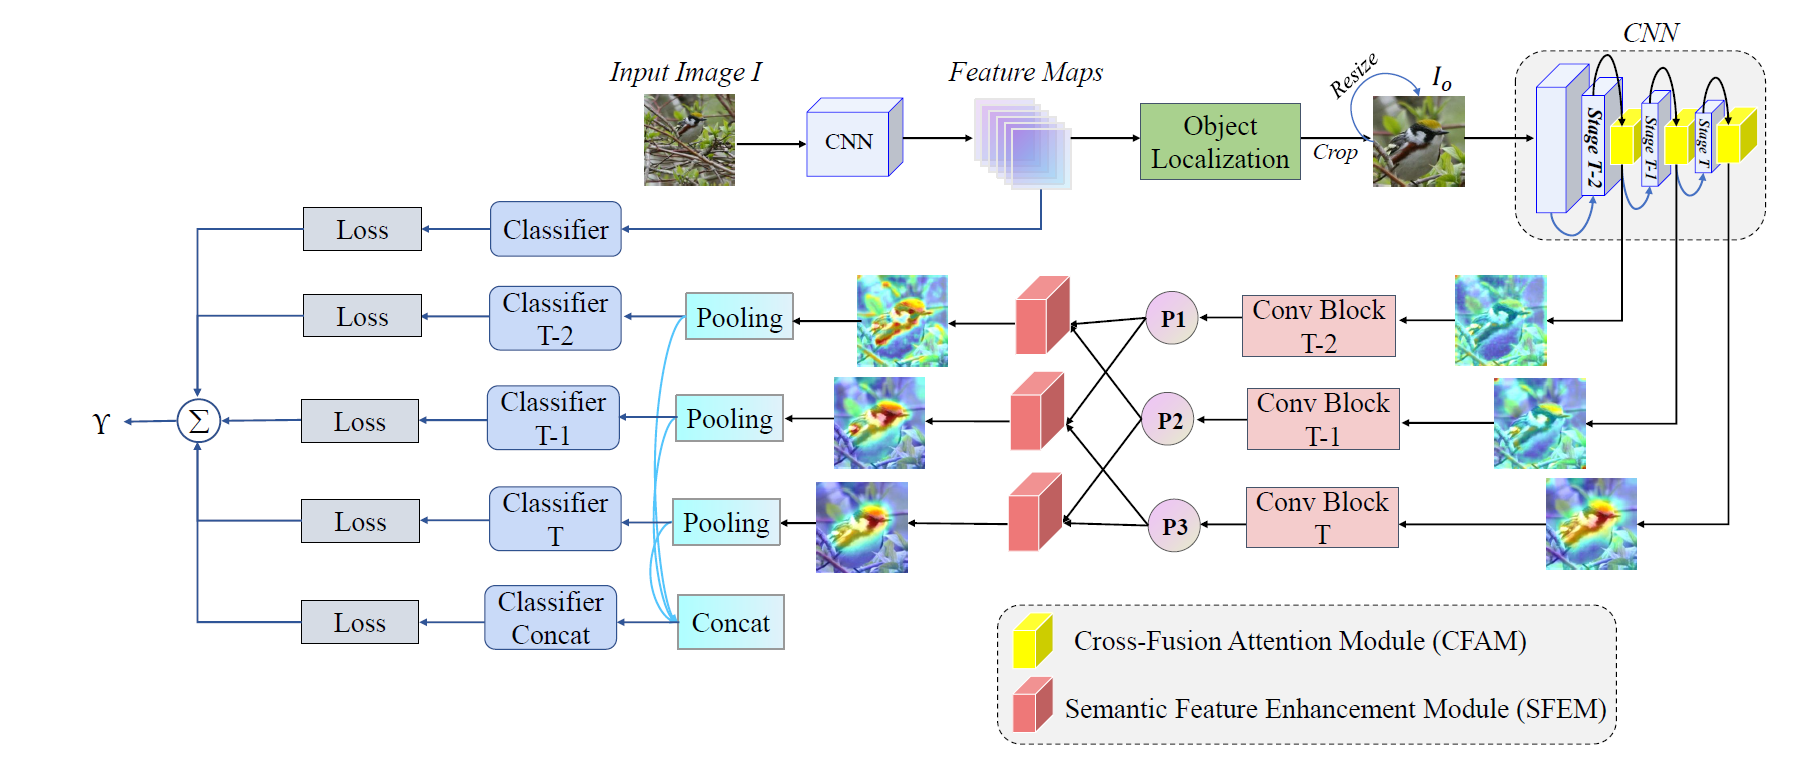 CNN
Input Image I
Feature Maps
Resize
Io
CNN
Object
Localization
Crop
Stage T-2
Stage T-1
Stage T
Loss
Classifier
Loss
Classifier
T-2
Pooling
P1
Conv Block
T-2
ϒ
Σ
Loss
Classifier
T-1
Pooling
P2
Conv Block
T-1
Loss
Classifier
T
Pooling
P3
Conv Block
T
Loss
Classifier
Concat
Concat
Cross-Fusion Attention Module (CFAM)
Semantic Feature Enhancement Module (SFEM)